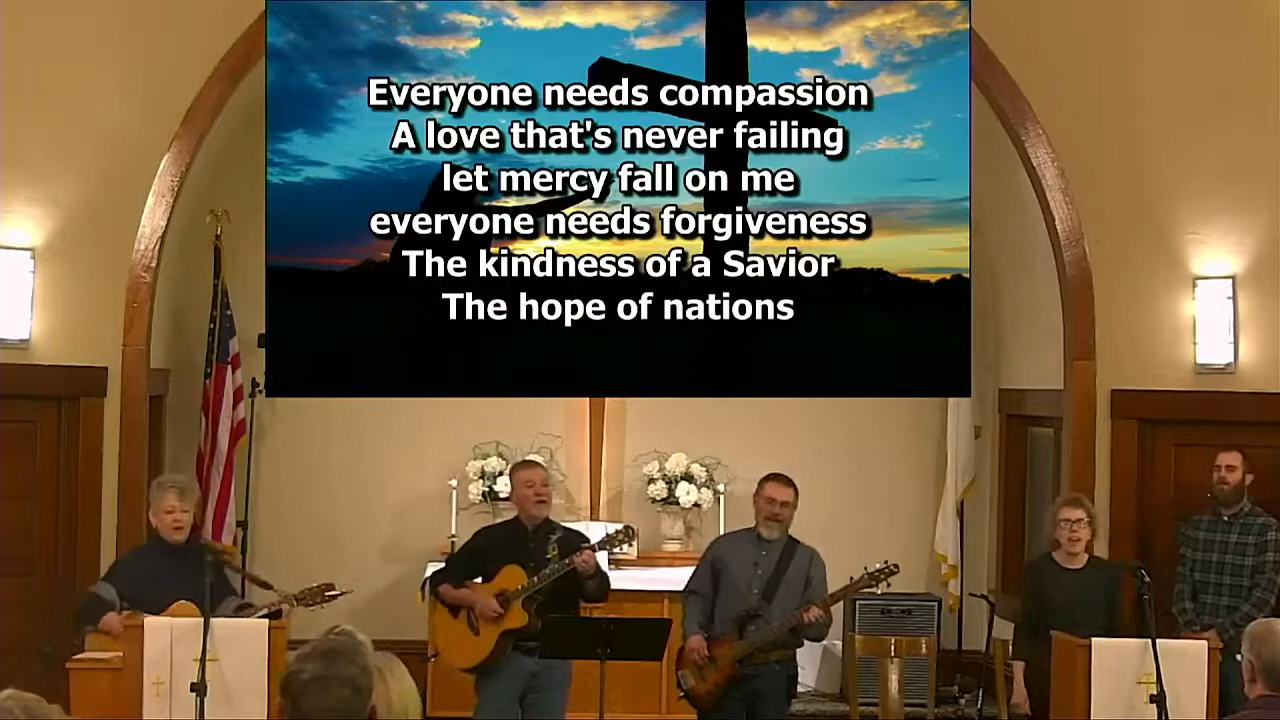 Everyone needs compassion
A love that's never failing
let mercy fall on me
everyone needs forgiveness
The kindness of a Savior
The hope of nations